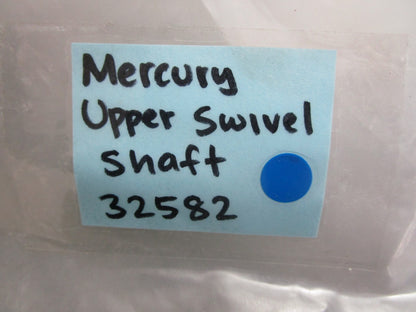 Mercury
Upper Swivel
Shaft
32582